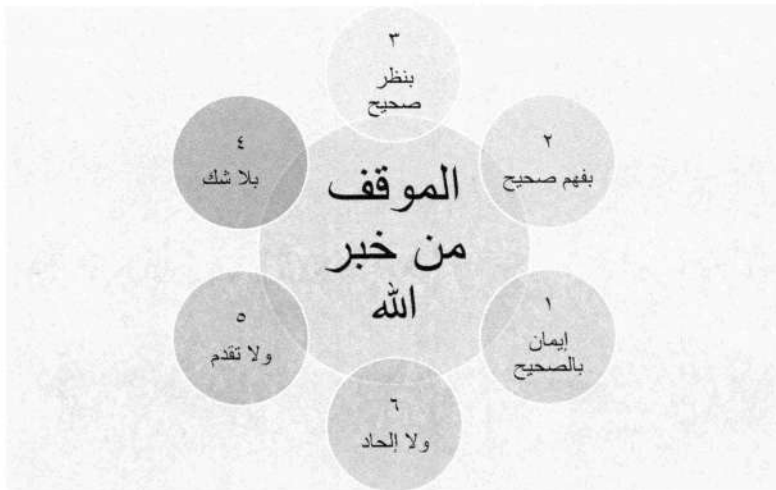 الموقف
من خبر
الله
١
إيمان
بالصحيح
٢
بفهم صحيح
٣
بنظر
صحيح
٤
بلا شك
٥
ولا تقدم
٦
ولا إلحاد